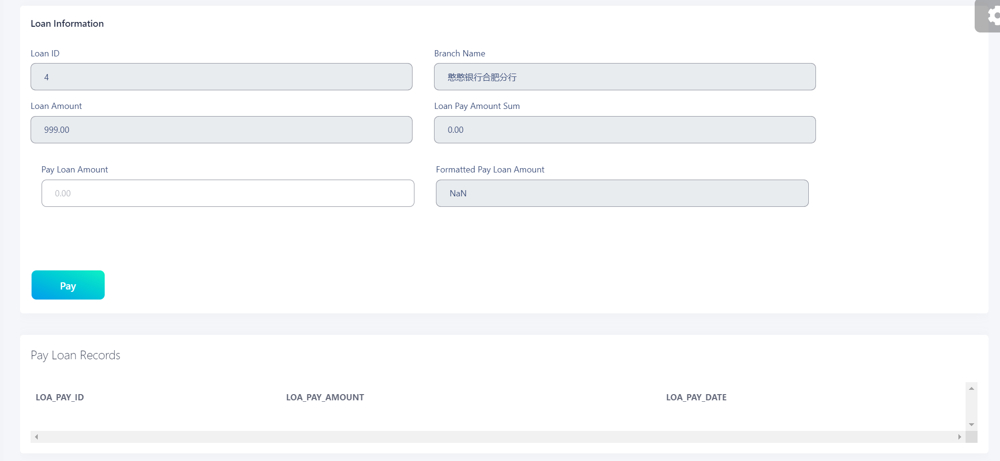 Loan Information
Loan ID
Branch Name
4
憨憨银行合肥分行
Loan Amount
Loan Pay Amount Sum
999.00
0.00
Pay Loan Amount
Formatted Pay Loan Amount
0.00
NaN
Pay
Pay Loan Records
LOA_PAY_ID
LOA_PAY_AMOUNT
LOA_PAY_DATE